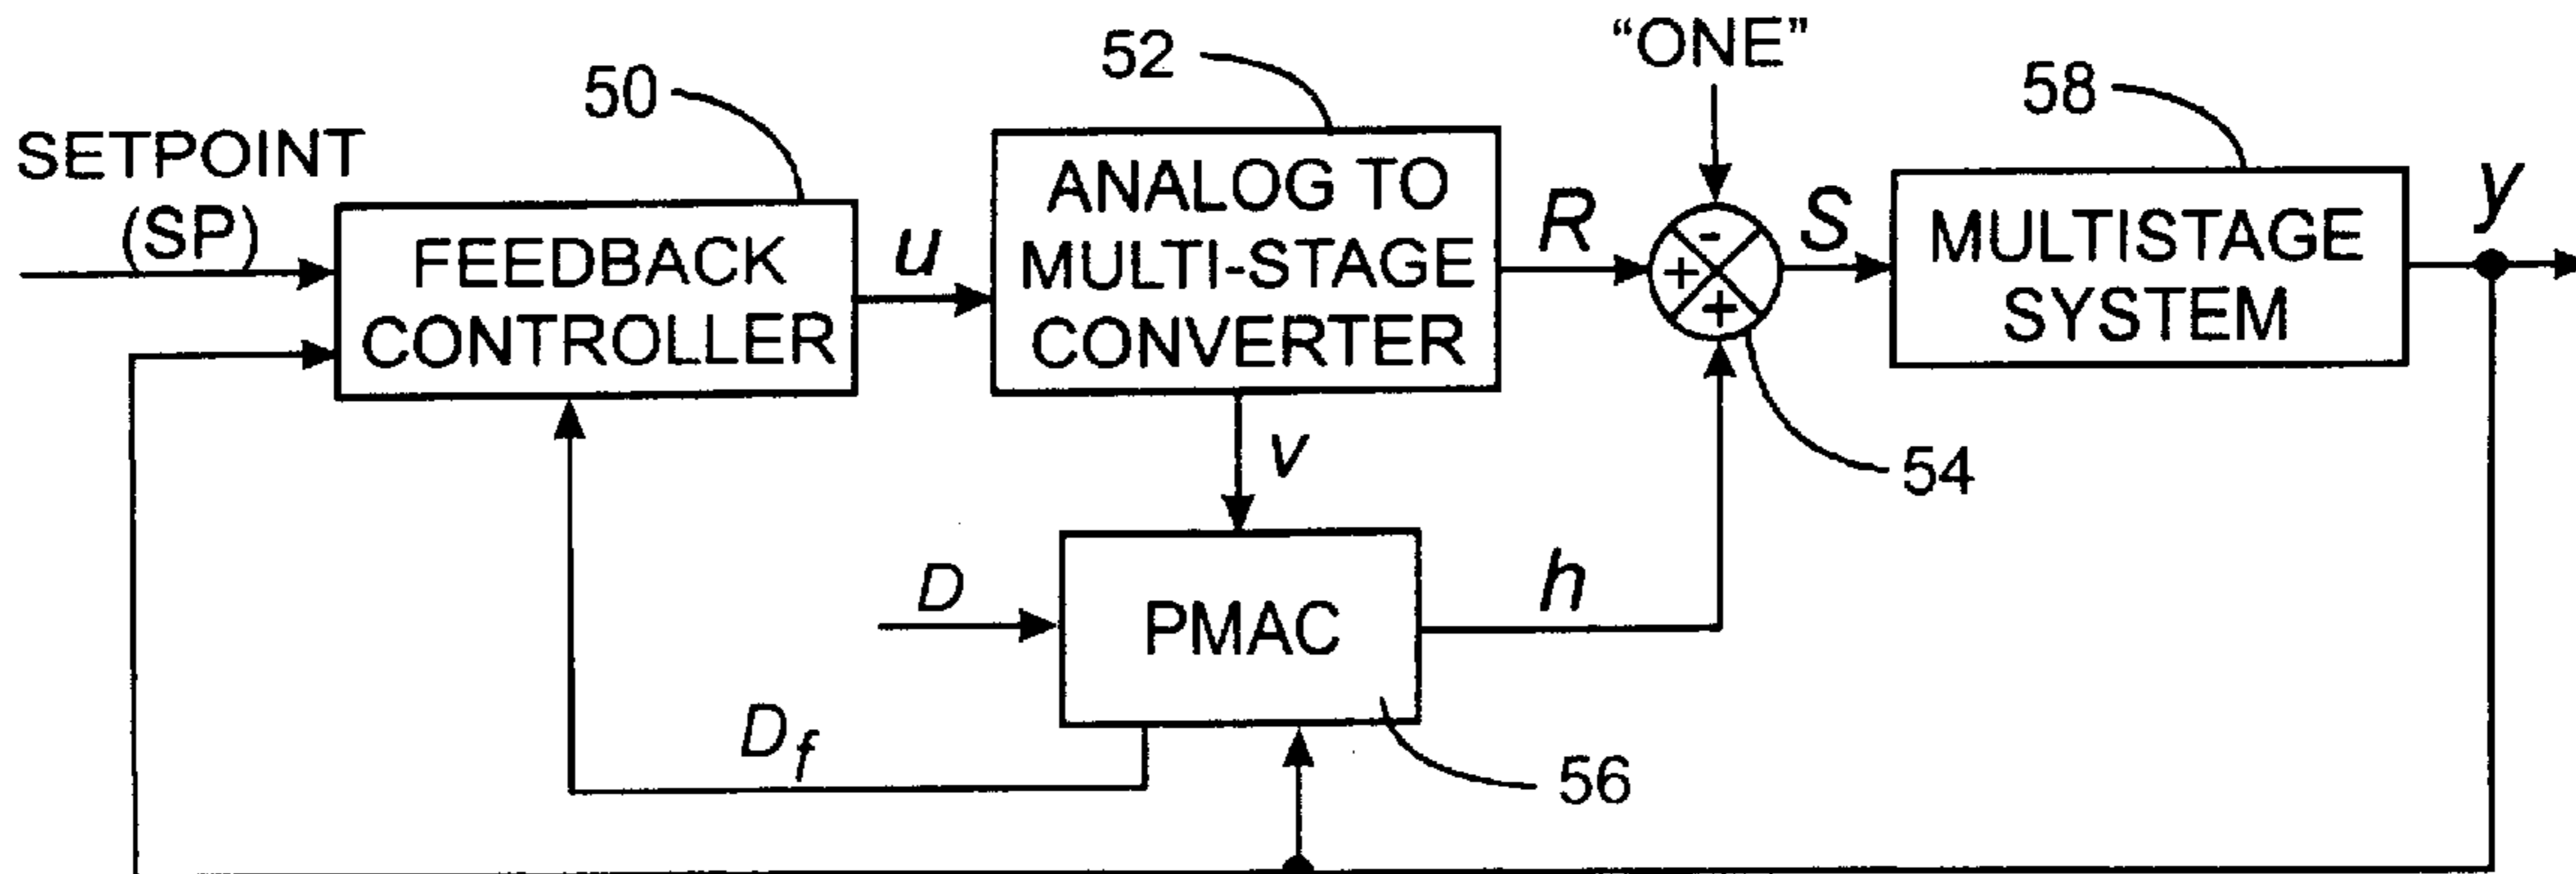 "ONE"
52
50
58
SETPOINT
(SP)
FEEDBACK
CONTROLLER
u
ANALOG TO
MULTI-STAGE
CONVERTER
R
-
+
+
S
MULTISTAGE
SYSTEM
y
54
v
D
PMAC
h
Df
56